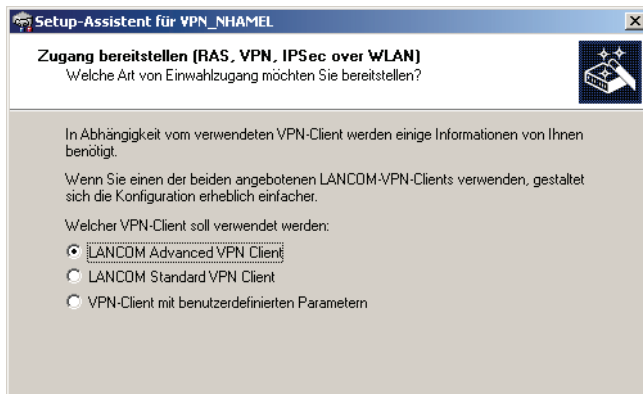 Setup-Assistent für VPN_NHAMEL
Zugang bereitstellen (RAS, VPN, IPSec over WLAN)
Welche Art von Einwahlzugang möchten Sie bereitstellen?
In Abhängigkeit vom verwendeten VPN-Client werden einige Informationen von Ihnen
benötigt.
Wenn Sie einen der beiden angebotenen LANCOM-VPN-Clients verwenden, gestaltet
sich die Konfiguration erheblich einfacher.
Welcher VPN-Client soll verwendet werden:
LANCOM Advanced VPN Client
LANCOM Standard VPN Client
VPN-Client mit benutzerdefinierten Parametern